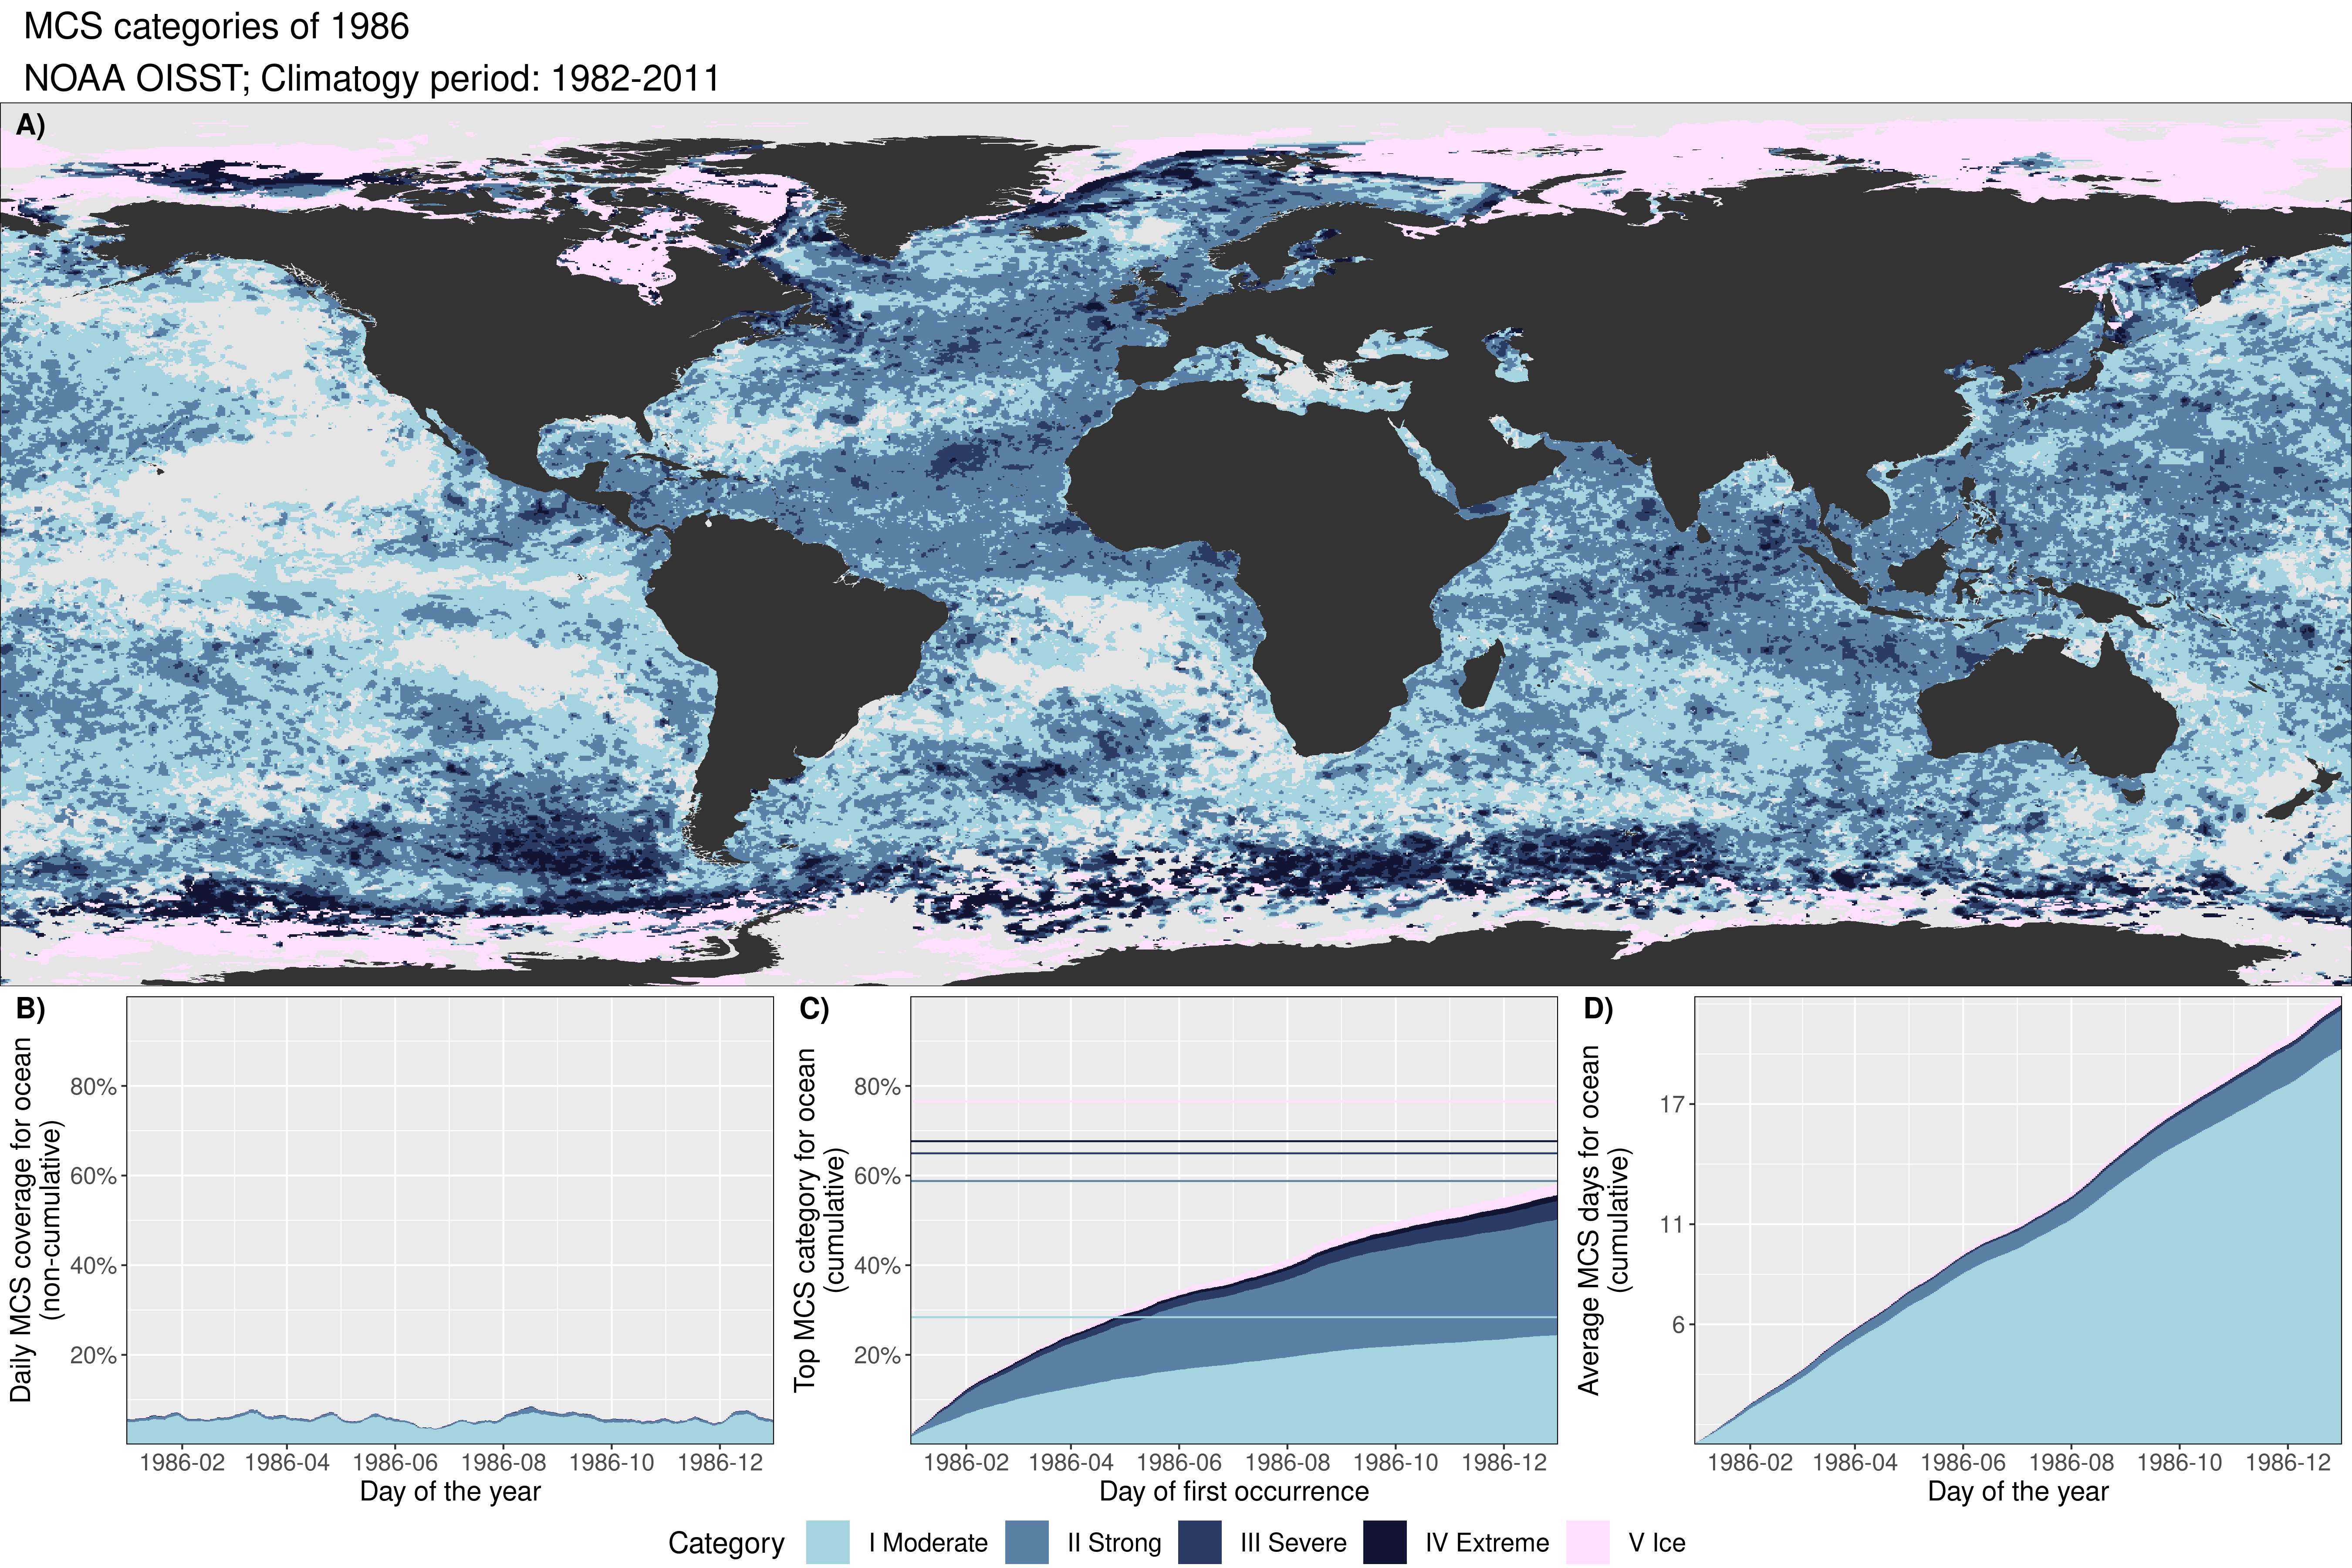 MCS categories of 1986
NOAA OISST; Climatogy period: 1982-2011
A)
B)
Daily MCS coverage for ocean
(non-cumulative)
80%
60%
40%
20%
1986-02 1986-04 1986-06 1986-08 1986-10 1986-12
Day of the year
C)
Top MCS category for ocean
(cumulative)
80%
60%
40%
20%
1986-02 1986-04 1986-06 1986-08 1986-10 1986-12
Day of first occurrence
D)
Average MCS days for ocean
(cumulative)
17
11
6
1986-02 1986-04 1986-06 1986-08 1986-10 1986-12
Day of the year
Category I Moderate II Strong III Severe IV Extreme V Ice